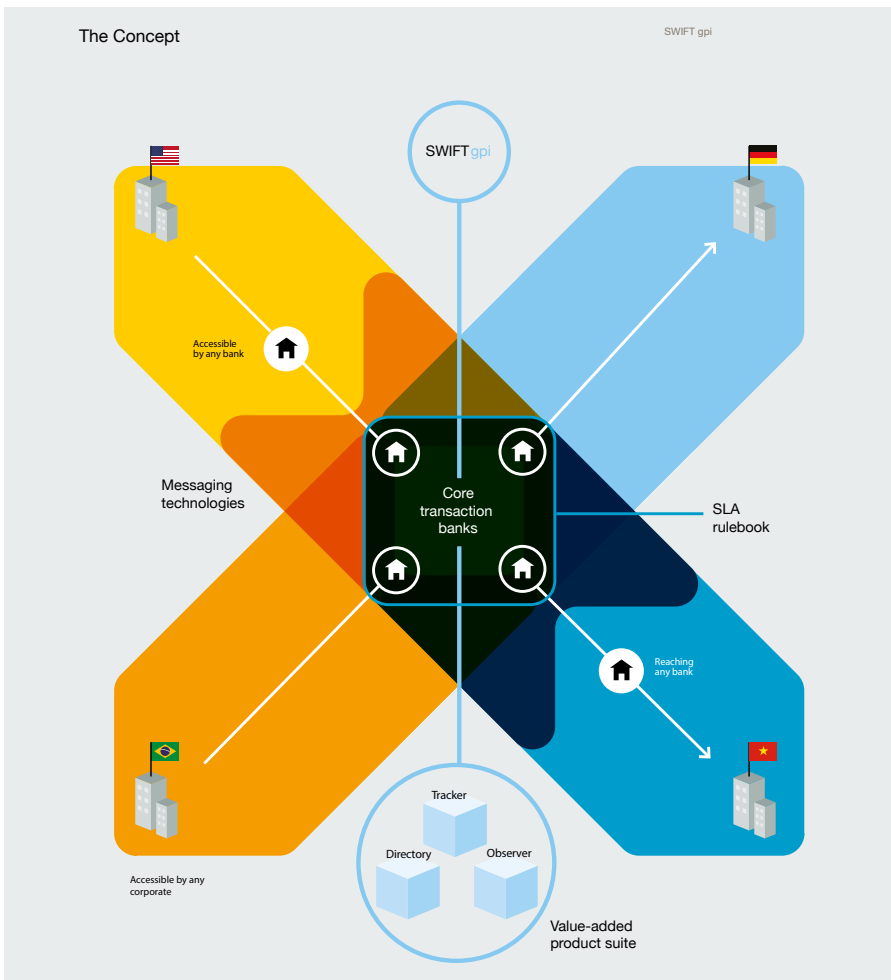 The Concept
SWIFT gpi
SWIFT gpi
Accessible
by any bank
Messaging
technologies
Core
transaction
banks
SLA
rulebook
Reaching
any bank
Tracker
Directory
Observer
Accessible by any
corporate
Value-added
product suite